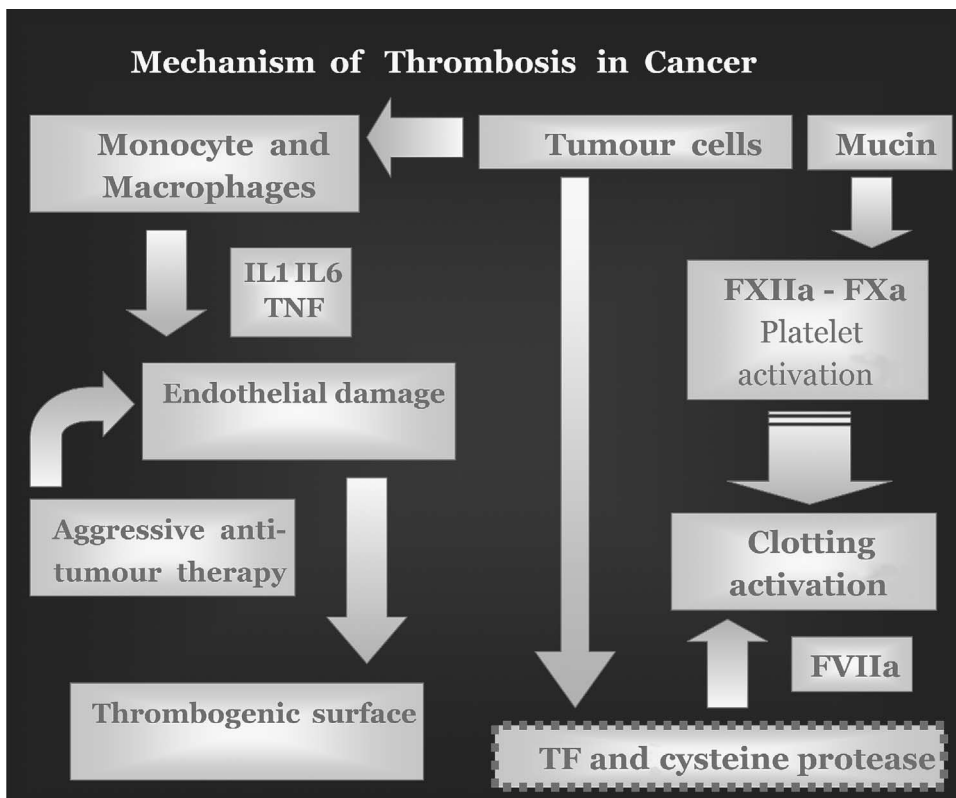 Mechanism of Thrombosis in Cancer
Monocyte and
Macrophages
Tumour cells
Mucin
IL1 IL6
TNF
FXIIa - FXa
Platelet
activation
Endothelial damage
Aggressive anti-
tumour therapy
Clotting
activation
FVIIa
Thrombogenic surface
TF and cysteine protease